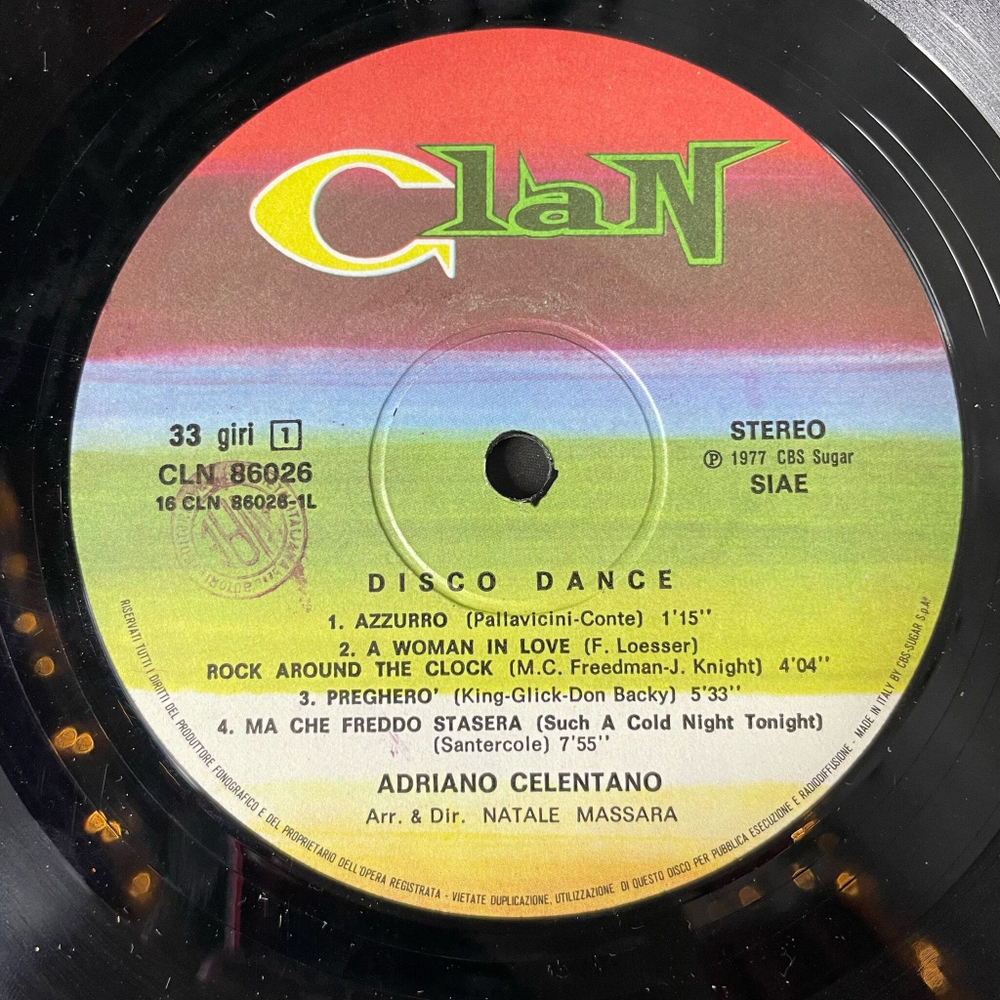 ClaN
33 giri 1
CLN 86026
16 CLN 86026-1L
STEREO
℗ 1977 CBS Sugar
SIAE
DISCO DANCE
1. AZZURRO (Pallavicini-Conte) 1'15''
2. A WOMAN IN LOVE (F. Loesser)
ROCK AROUND THE CLOCK (M.C. Freedman-J. Knight) 4'04''
3. PREGHERO' (King-Glick-Don Backy) 5'33''
4. MA CHE FREDDO STASERA (Such A Cold Night Tonight)
(Santercole) 7'55''
ADRIANO CELENTANO
Arr. & Dir. NATALE MASSARA
RISERVATI TUTTI I DIRITTI DEL PRODUTTORE FONOGRAFICO E DEL PROPRIETARIO DELL'OPERA REGISTRATA - VIETATE DUPLICAZIONE, UTILIZZAZIONE DI QUESTO DISCO PER PUBBLICA ESECUZIONE E RADIODIFFUSIONE - MADE IN ITALY BY CBS-SUGAR S.p.A.